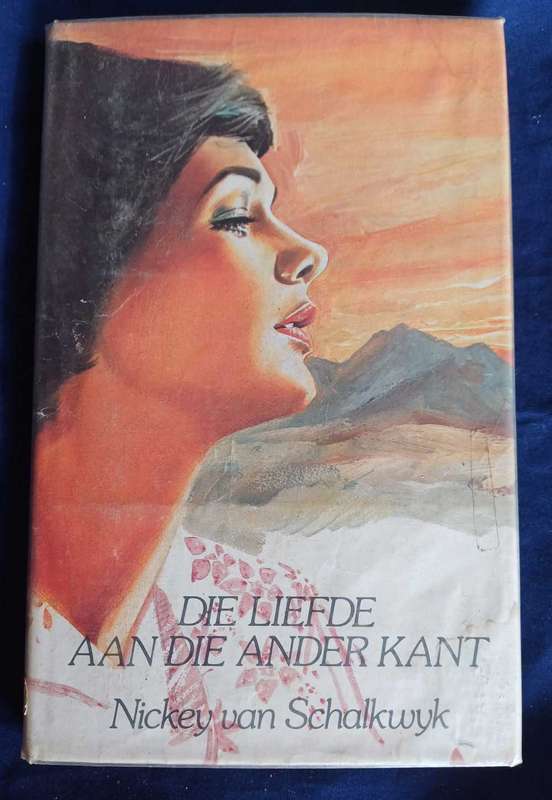 DIE LIEFDE
AAN DIE ANDER KANT
Nickey van Schalkwyk